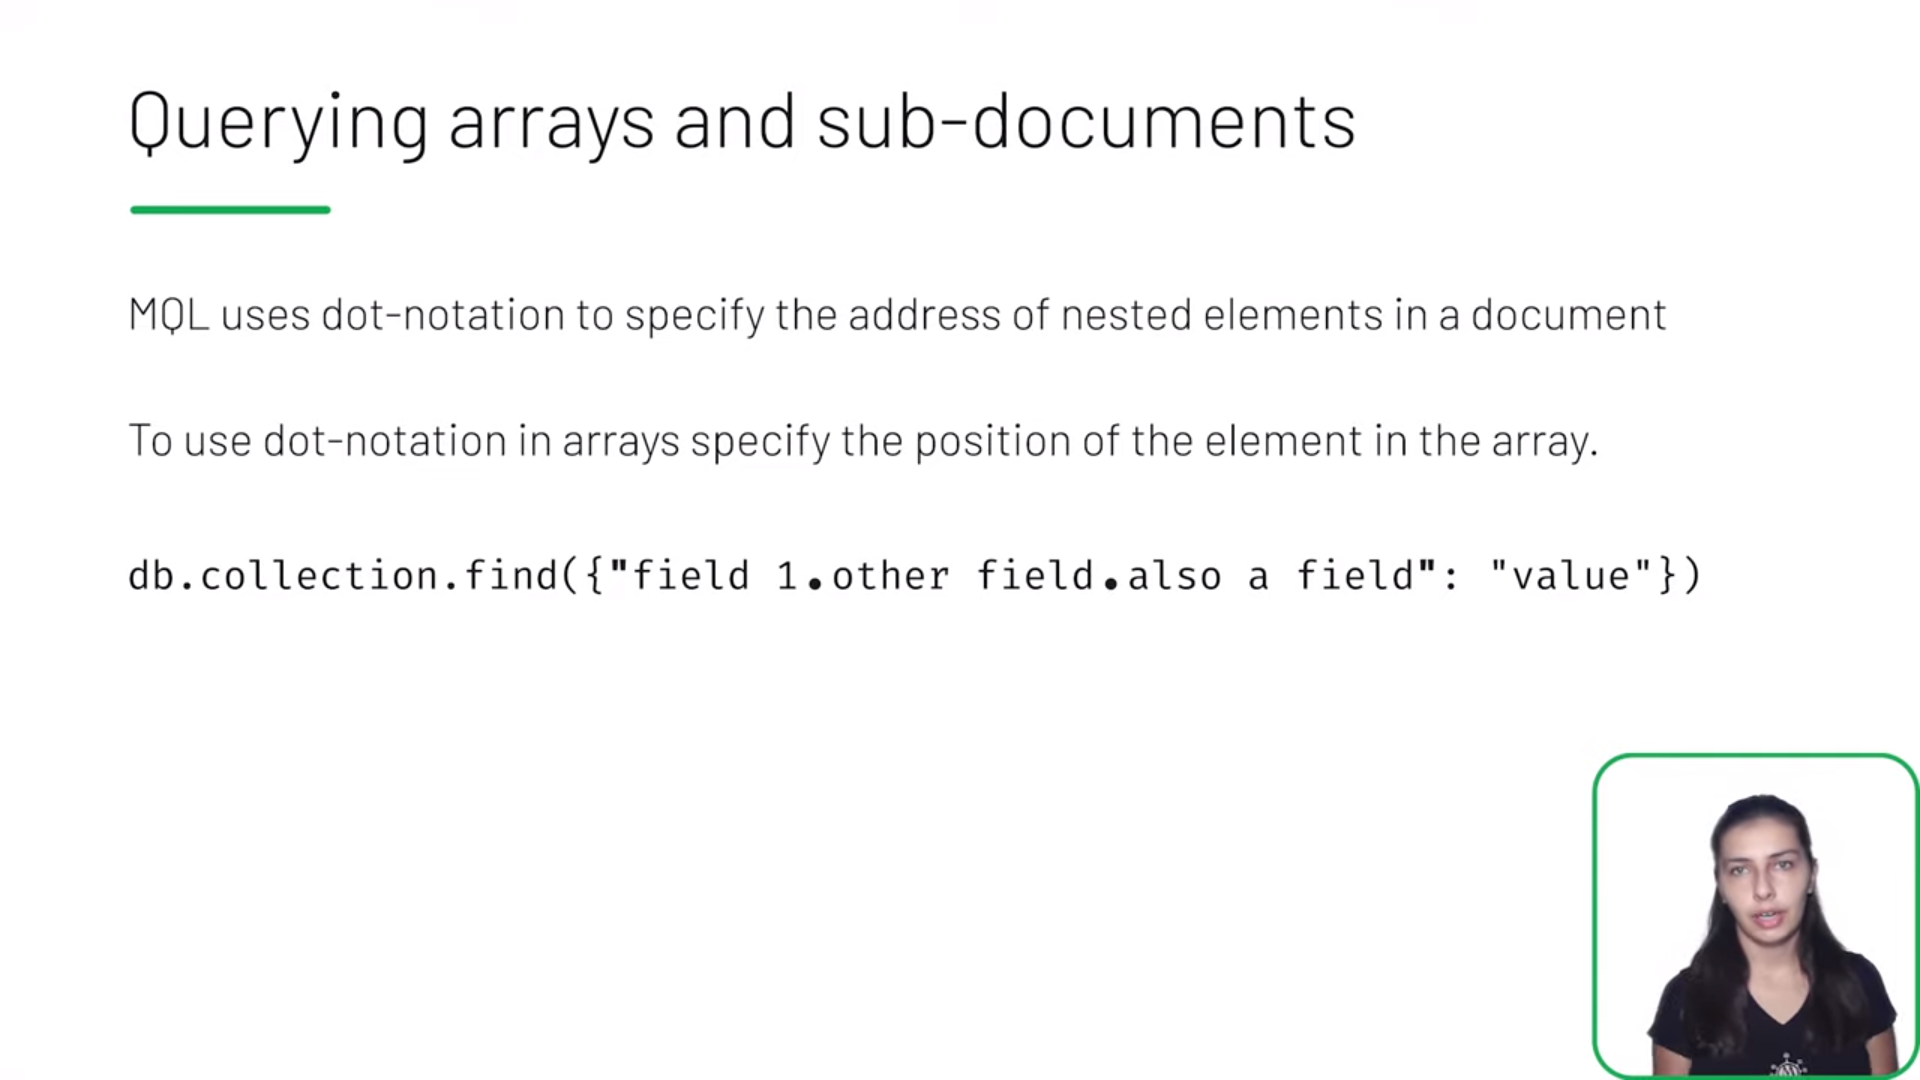 Querying arrays and sub-documents
MQL uses dot-notation to specify the address of nested elements in a document
To use dot-notation in arrays specify the position of the element in the array.
db.collection.find({"field 1.other field.also a field": "value"})